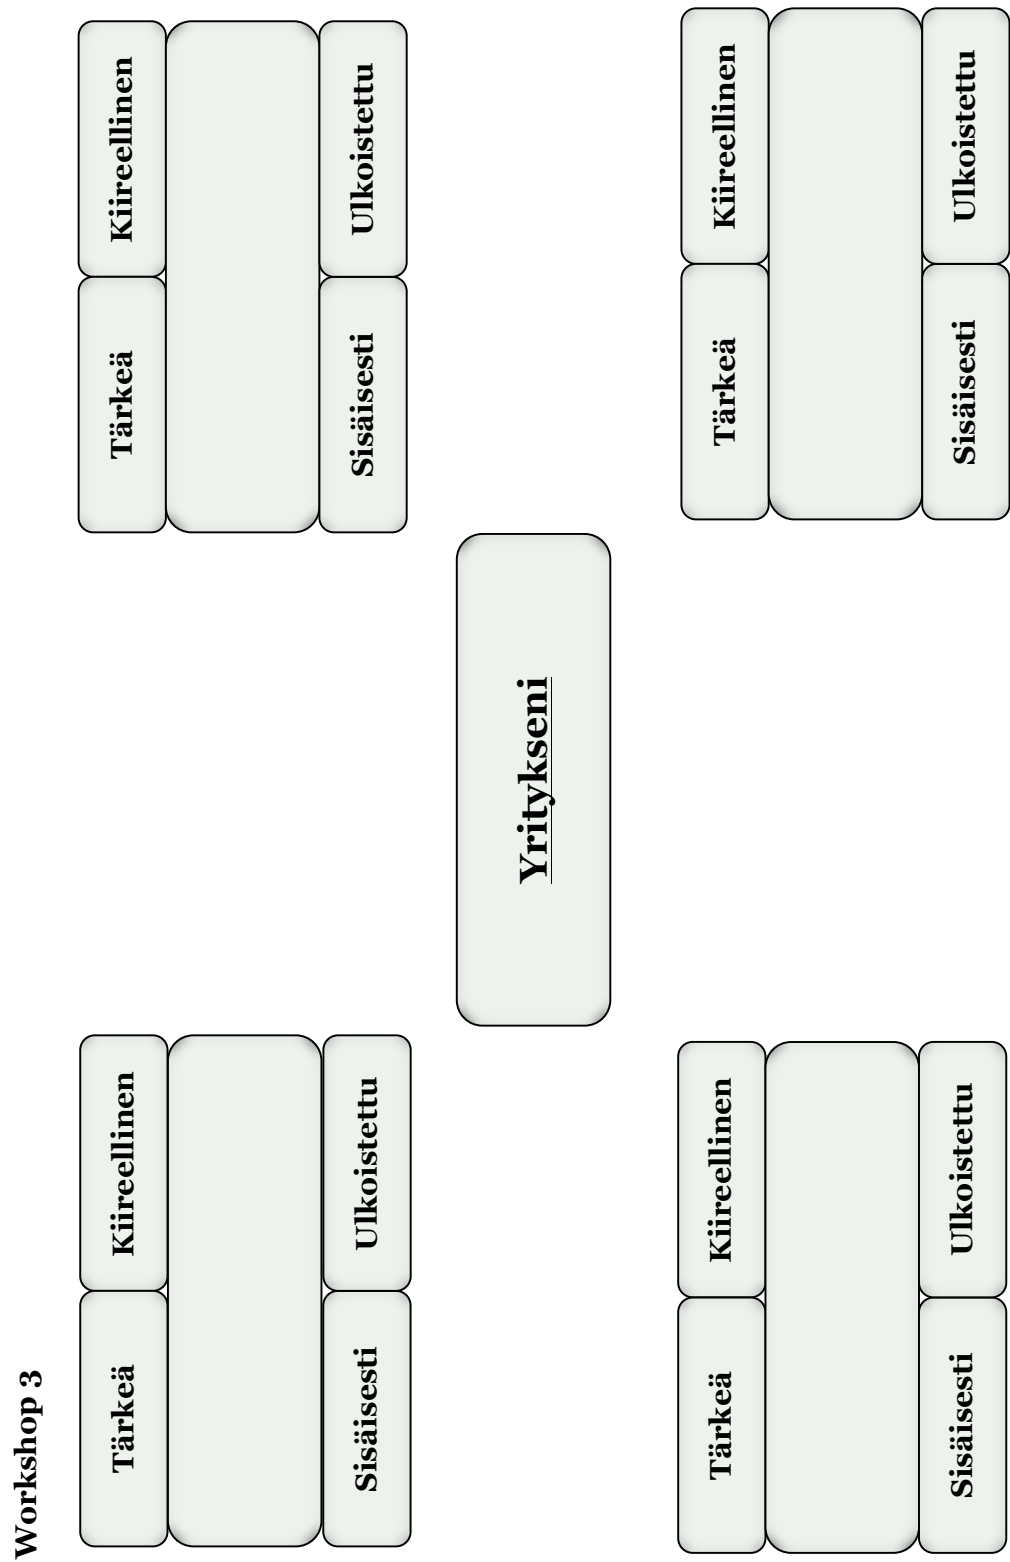 Workshop 3
Tärkeä
Kiireellinen
Sisäisesti
Ulkoistettu
Tärkeä
Kiireellinen
Sisäisesti
Ulkoistettu
Yritykseni
Tärkeä
Kiireellinen
Sisäisesti
Ulkoistettu
Tärkeä
Kiireellinen
Sisäisesti
Ulkoistettu